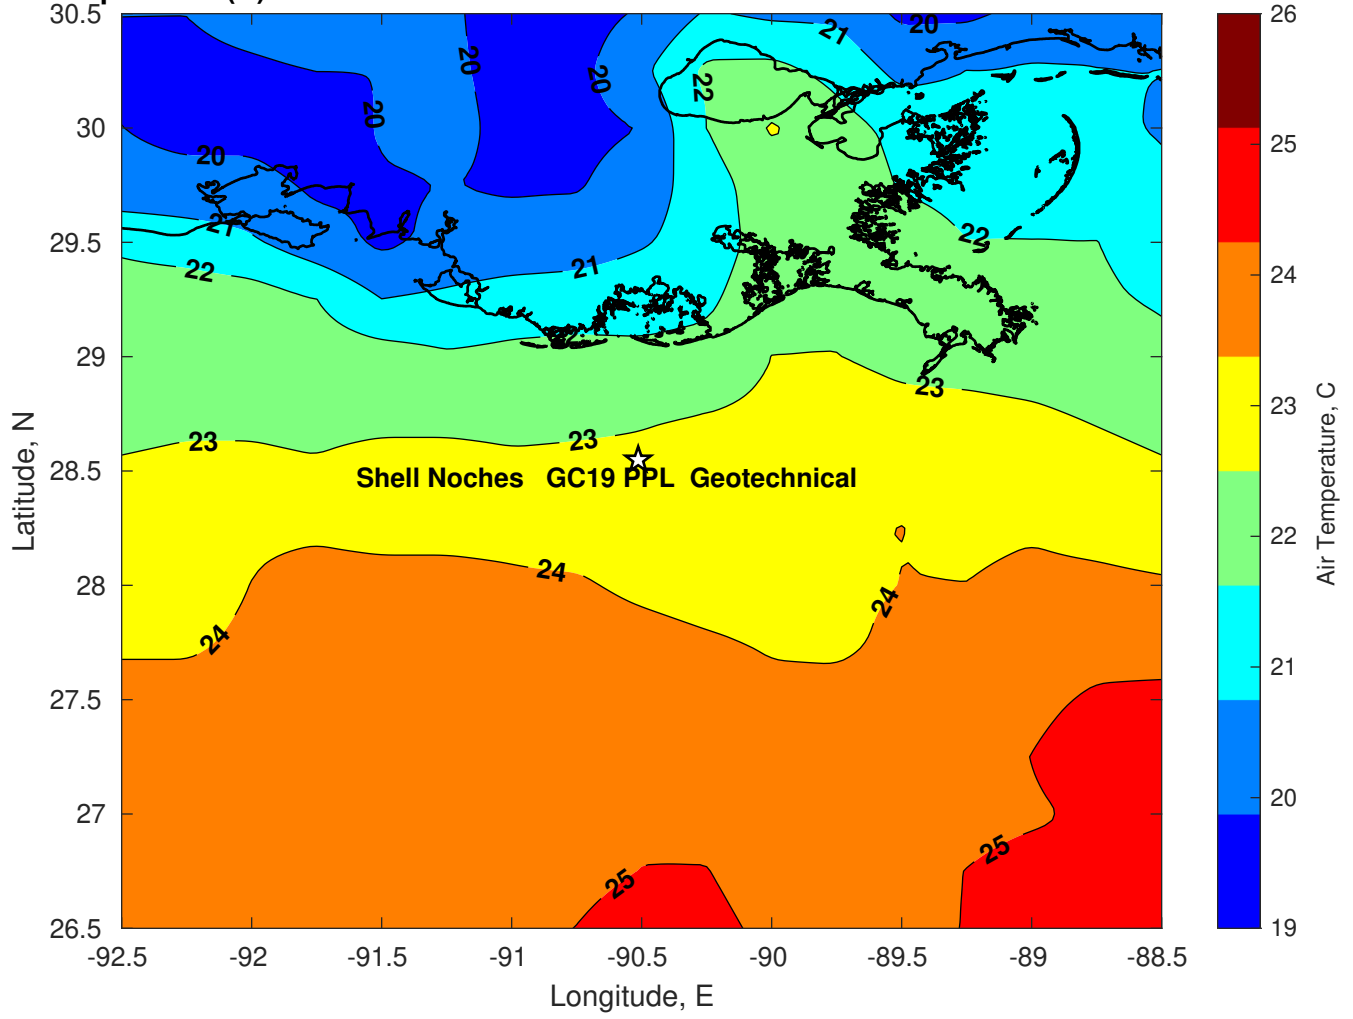 30.5
30
29.5
29
28.5
28
27.5
27
26.5
Latitude, N
-92.5 -92 -91.5 -91 -90.5 -90 -89.5 -89 -88.5
Longitude, E
20 20 20 20 20
21 21 21
22 22 22
23 23 23
Shell Noches GC19 PPL Geotechnical
24 24 24
25 25
26
25
24
23
22
21
20
19
Air Temperature, C